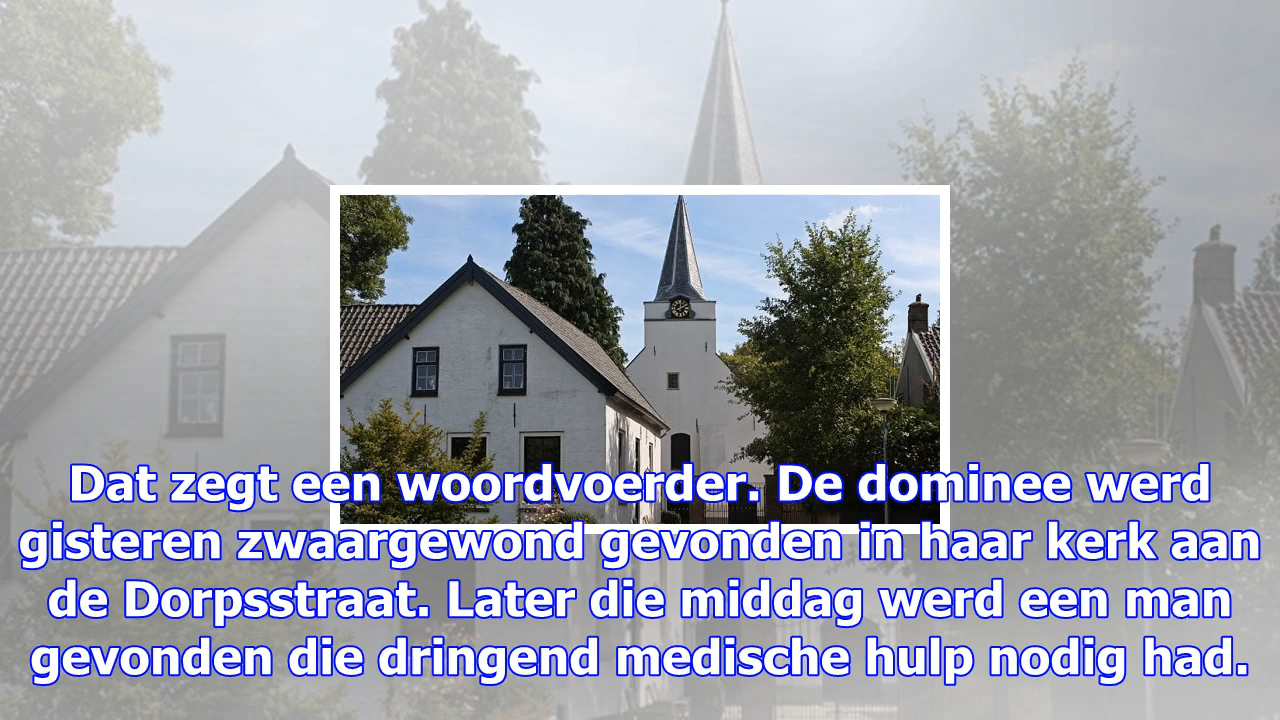 Dat zegt een woordvoerder. De dominee werd
gisteren zwaargewond gevonden in haar kerk aan
de Dorpsstraat. Later die middag werd een man
gevonden die dringend medische hulp nodig had.